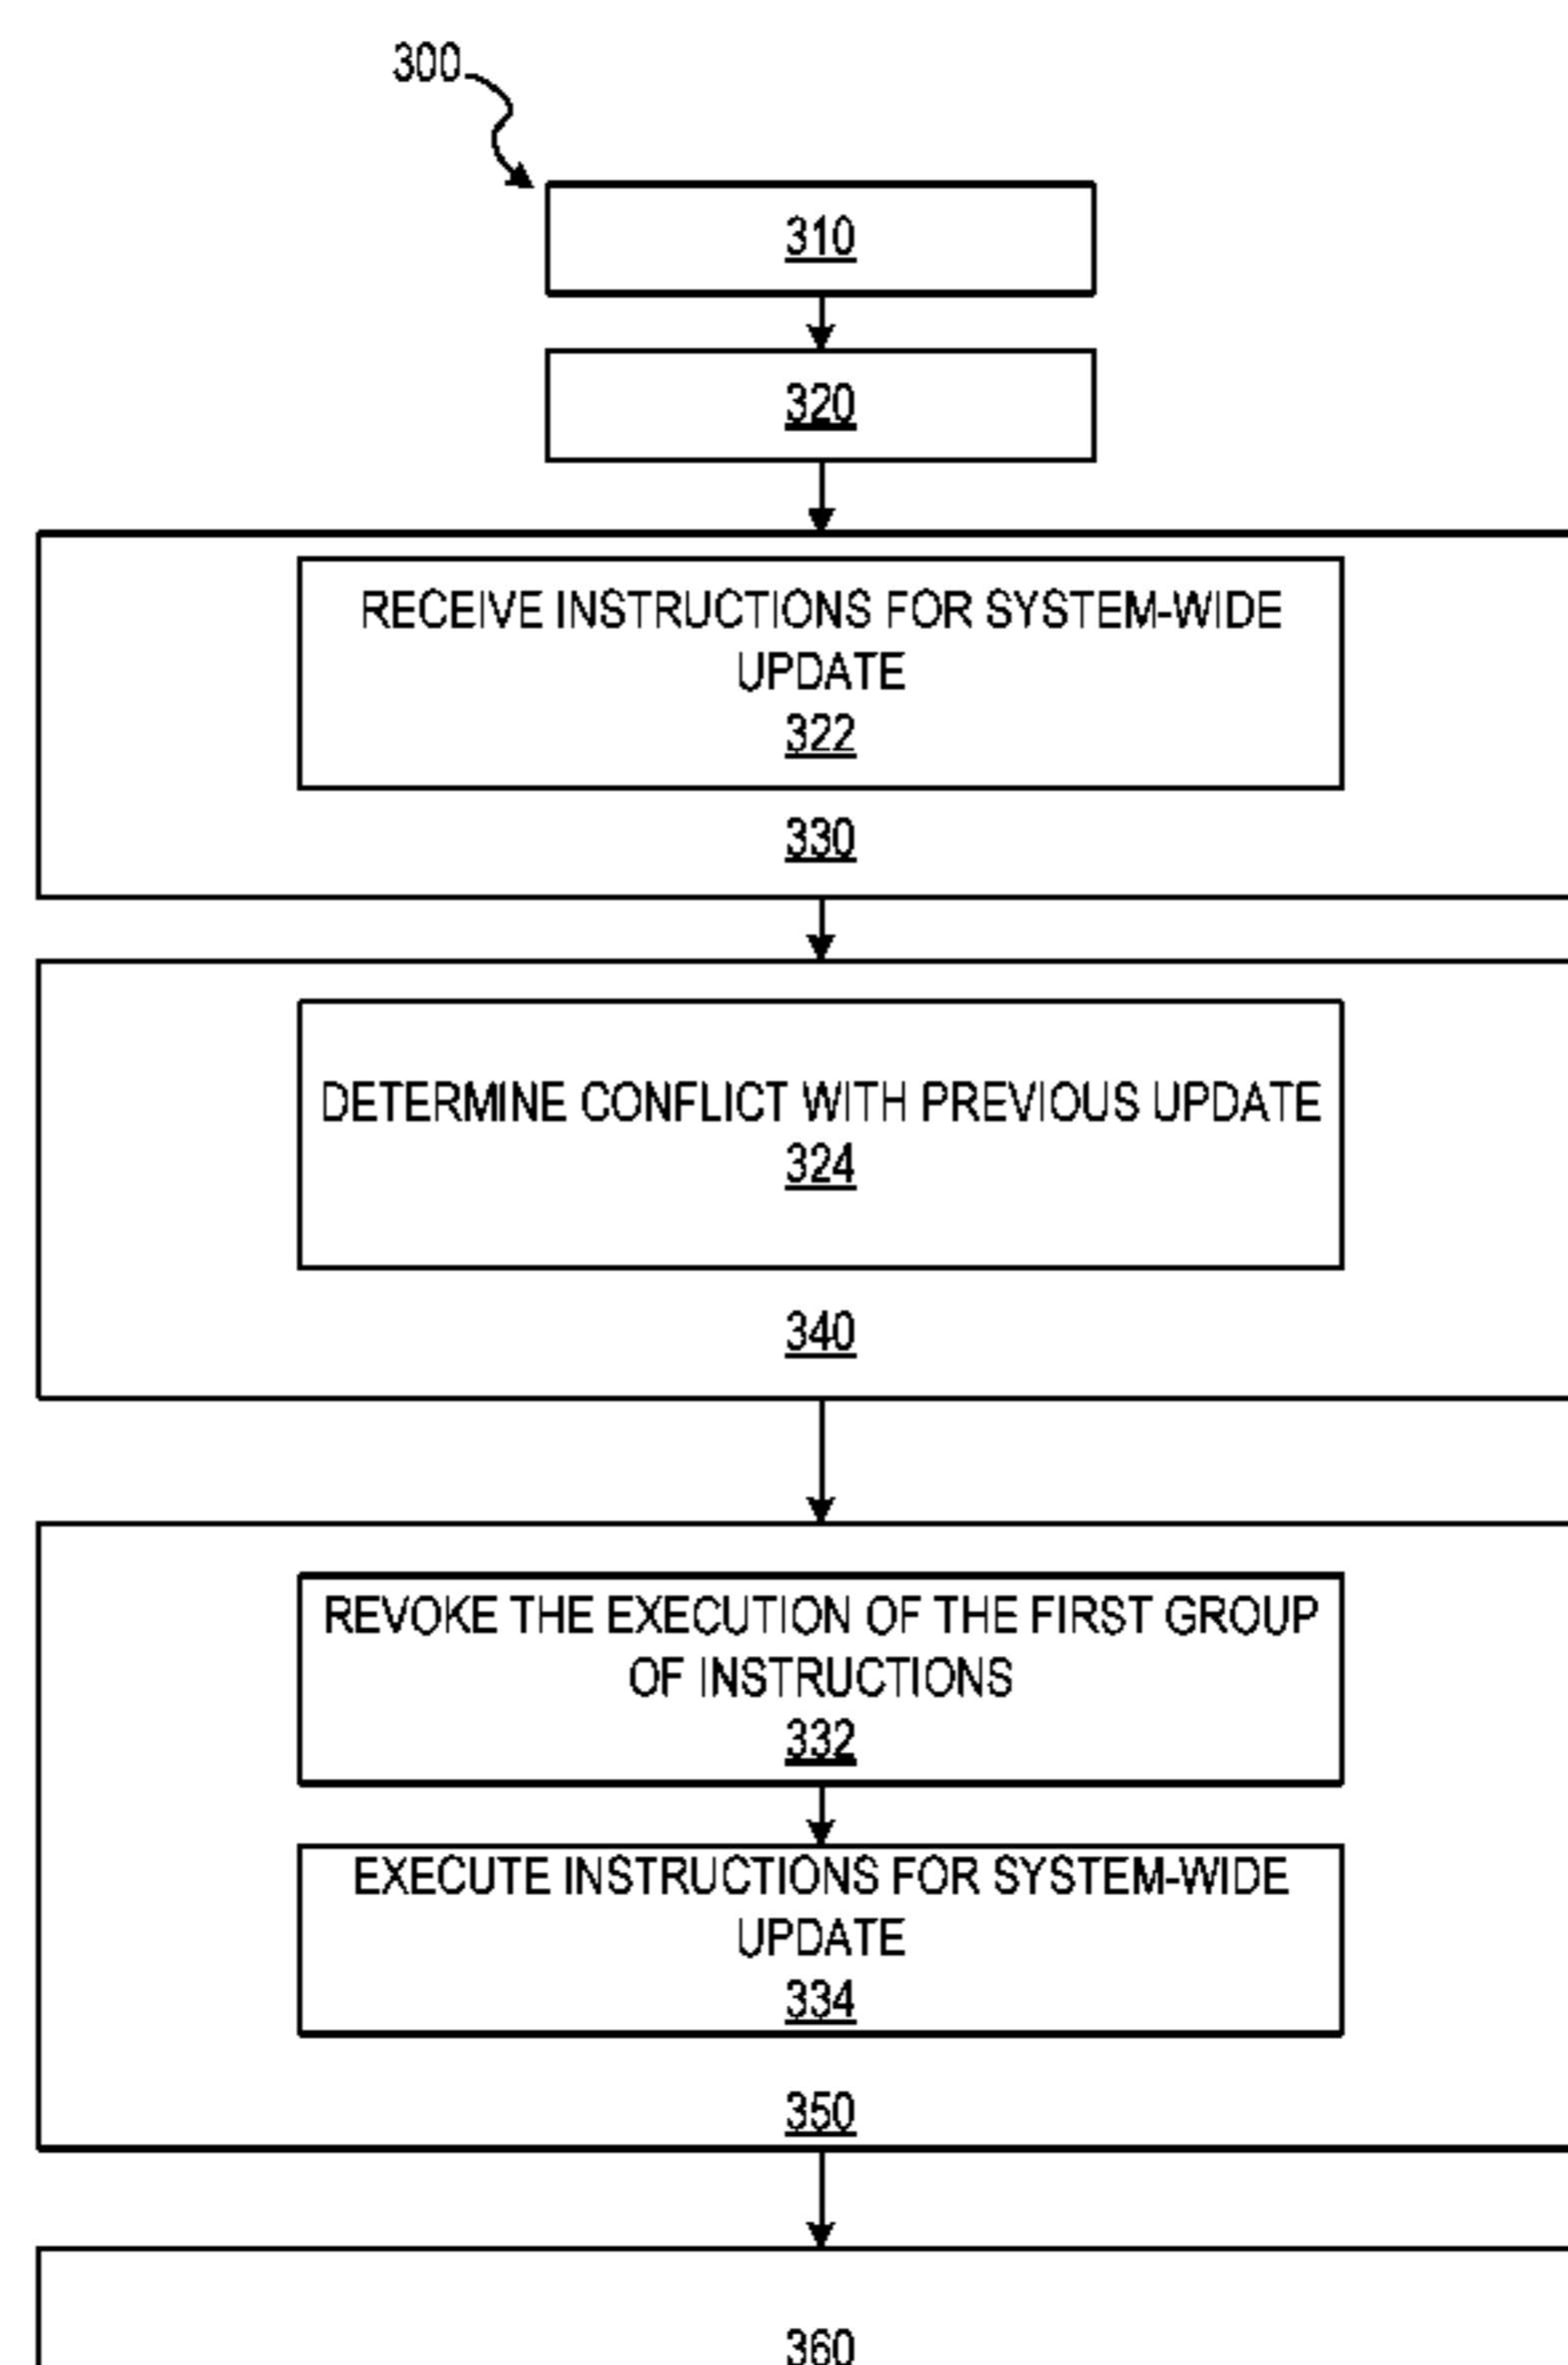 300
310
320
RECEIVE INSTRUCTIONS FOR SYSTEM-WIDE
UPDATE
322
330
DETERMINE CONFLICT WITH PREVIOUS UPDATE
324
340
REVOKE THE EXECUTION OF THE FIRST GROUP
OF INSTRUCTIONS
332
EXECUTE INSTRUCTIONS FOR SYSTEM-WIDE
UPDATE
334
350
360